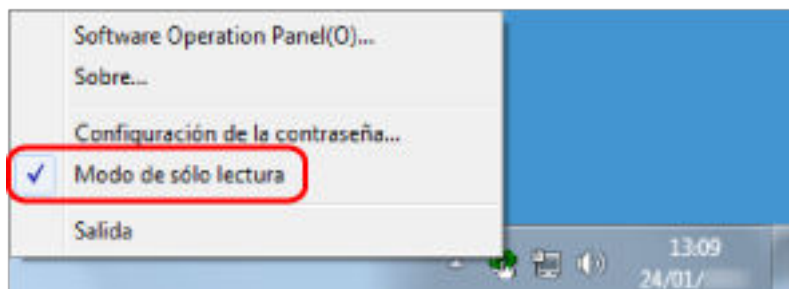 Software Operation Panel(O)...
Sobre...
Configuración de la contraseña...
Modo de sólo lectura
Salida
13:09
24/01/